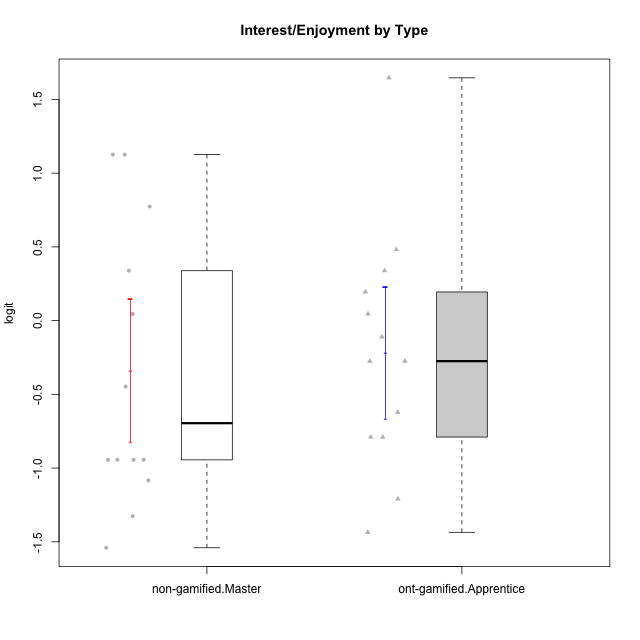 Interest/Enjoyment by Type
logit
1.5
1.0
0.5
0.0
-0.5
-1.0
-1.5
non-gamified.Master
ont-gamified.Apprentice